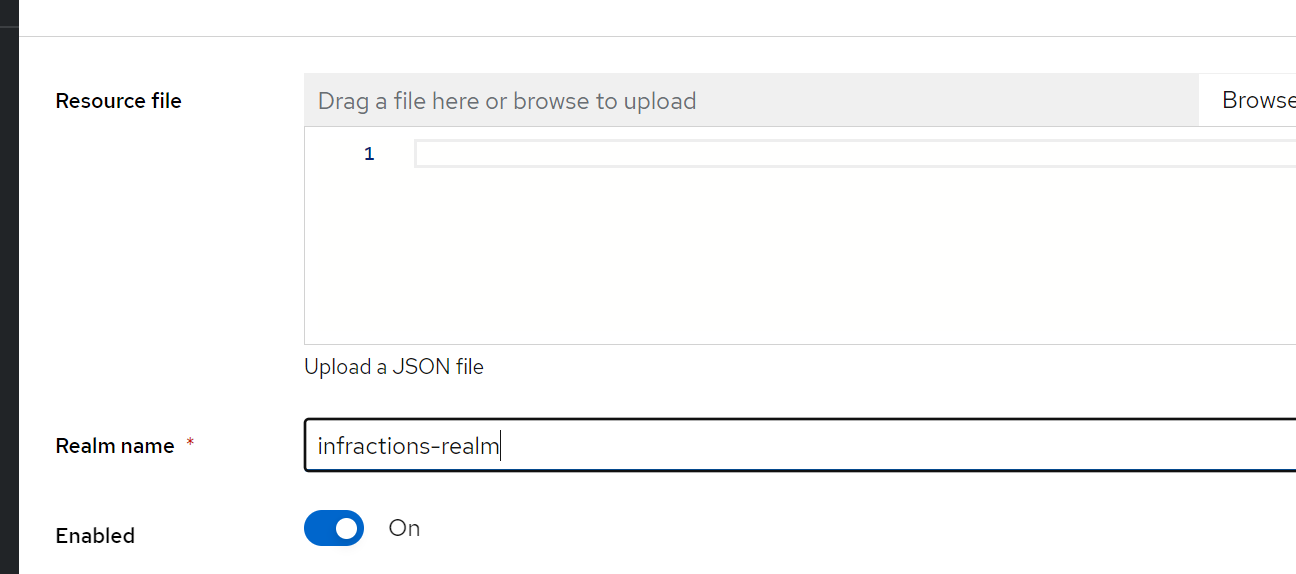 Resource file
Drag a file here or browse to upload
Browse
1
Upload a JSON file
Realm name *
infractions-realm
Enabled
On